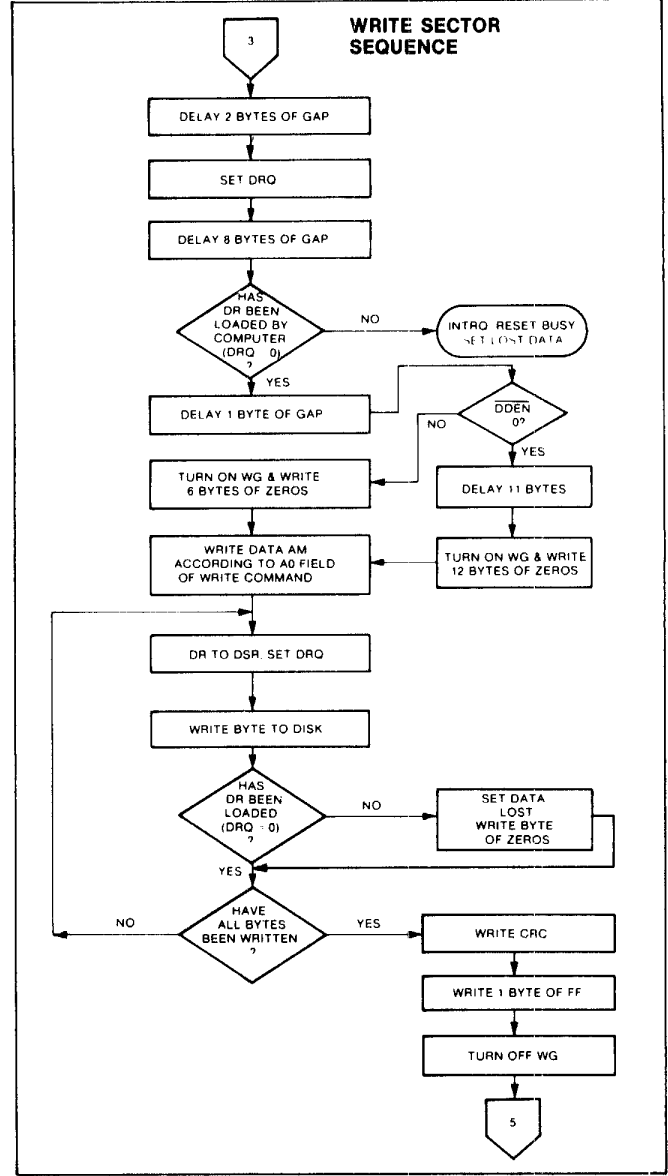 WRITE SECTOR
SEQUENCE
3
DELAY 2 BYTES OF GAP
SET DRQ
DELAY 8 BYTES OF GAP
HAS
DR BEEN
LOADED BY
COMPUTER
(DRQ 0)
?
NO
INTRQ RESET BUSY
SET LOST DATA
YES
DELAY 1 BYTE OF GAP
DDEN
0?
NO
YES
TURN ON WG & WRITE
6 BYTES OF ZEROS
DELAY 11 BYTES
WRITE DATA AM
ACCORDING TO A0 FIELD
OF WRITE COMMAND
TURN ON WG & WRITE
12 BYTES OF ZEROS
DR TO DSR, SET DRQ
WRITE BYTE TO DISK
HAS
DR BEEN
LOADED
(DRQ = 0)
?
NO
SET DATA
LOST
WRITE BYTE
OF ZEROS
YES
HAVE
ALL BYTES
BEEN WRITTEN
?
NO
YES
WRITE CRC
WRITE 1 BYTE OF FF
TURN OFF WG
5